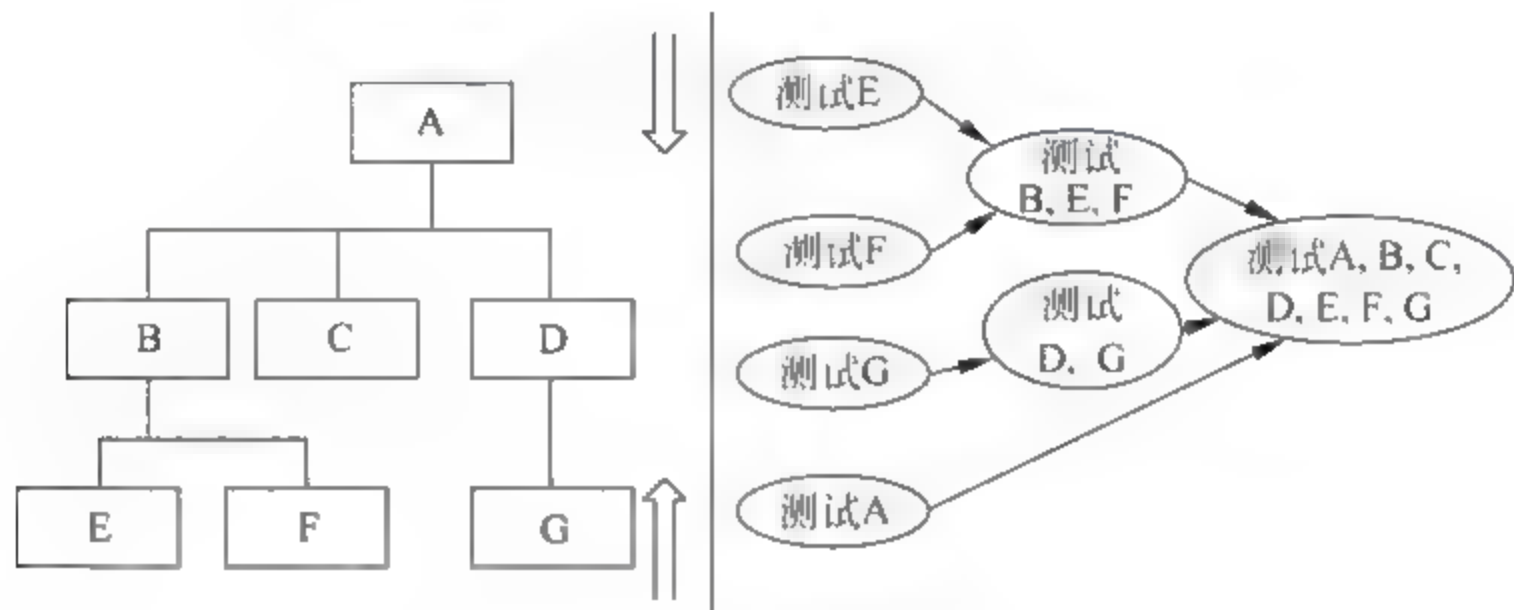 A
B
C
D
E
F
G
测试E
测试
B, E, F
测试F
测试A, B, C,
D, E, F, G
测试
D, G
测试G
测试A